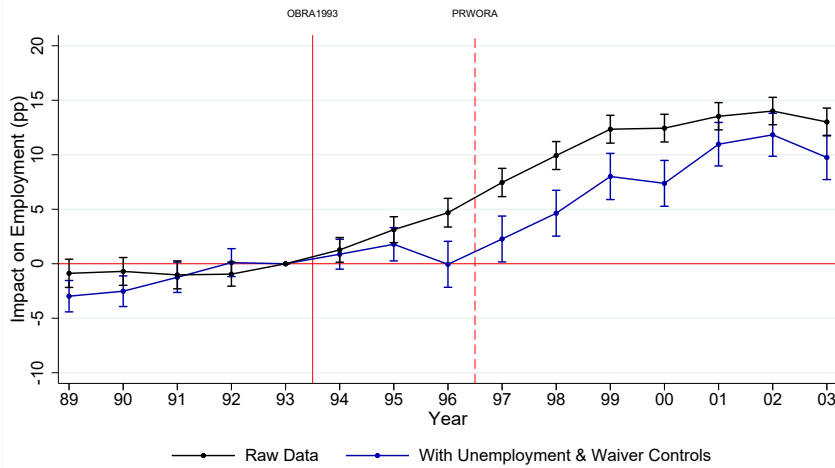 OBRA1993 PRWORA
Impact on Employment (pp)
20
15
10
5
0
-5
-10
89 90 91 92 93 94 95 96 97 98 99 00 01 02 03
Year
Raw Data With Unemployment & Waiver Controls